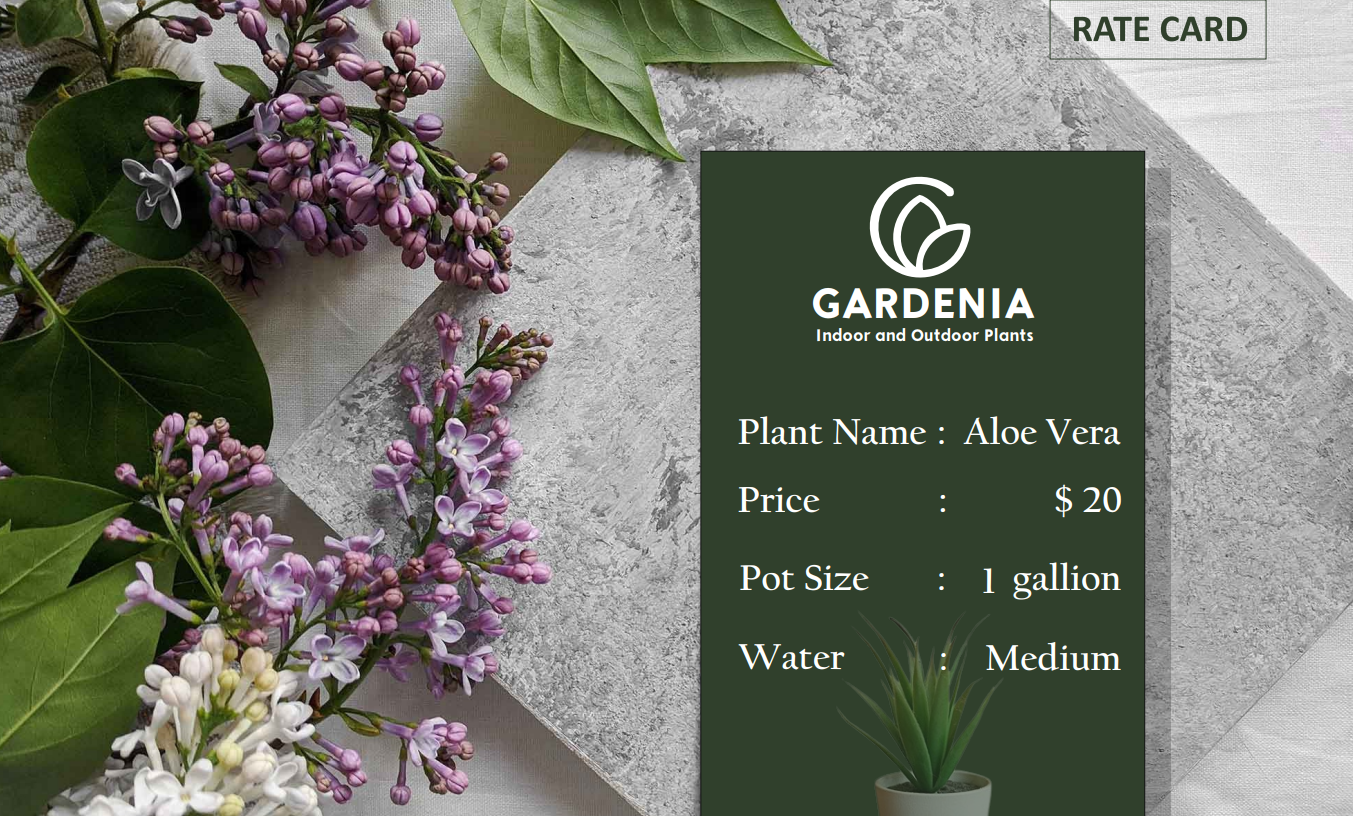 RATE CARD
GARDENIA
Indoor and Outdoor Plants
Plant Name : Aloe Vera
Price : $ 20
Pot Size : 1 gallion
Water : Medium